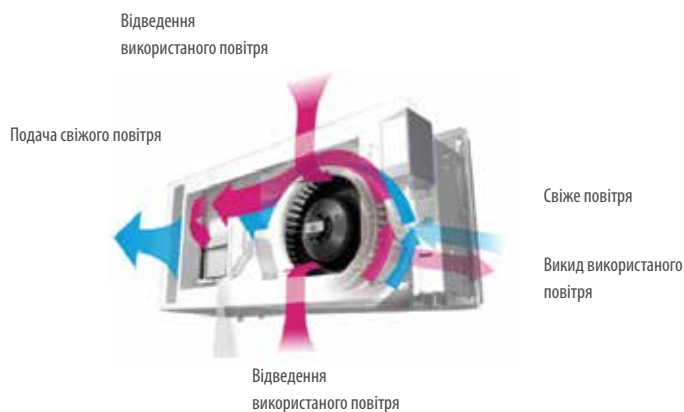 Відведення
використаного повітря
Подача свіжого повітря
Свіже повітря
Викид використаного
повітря
Відведення
використаного повітря